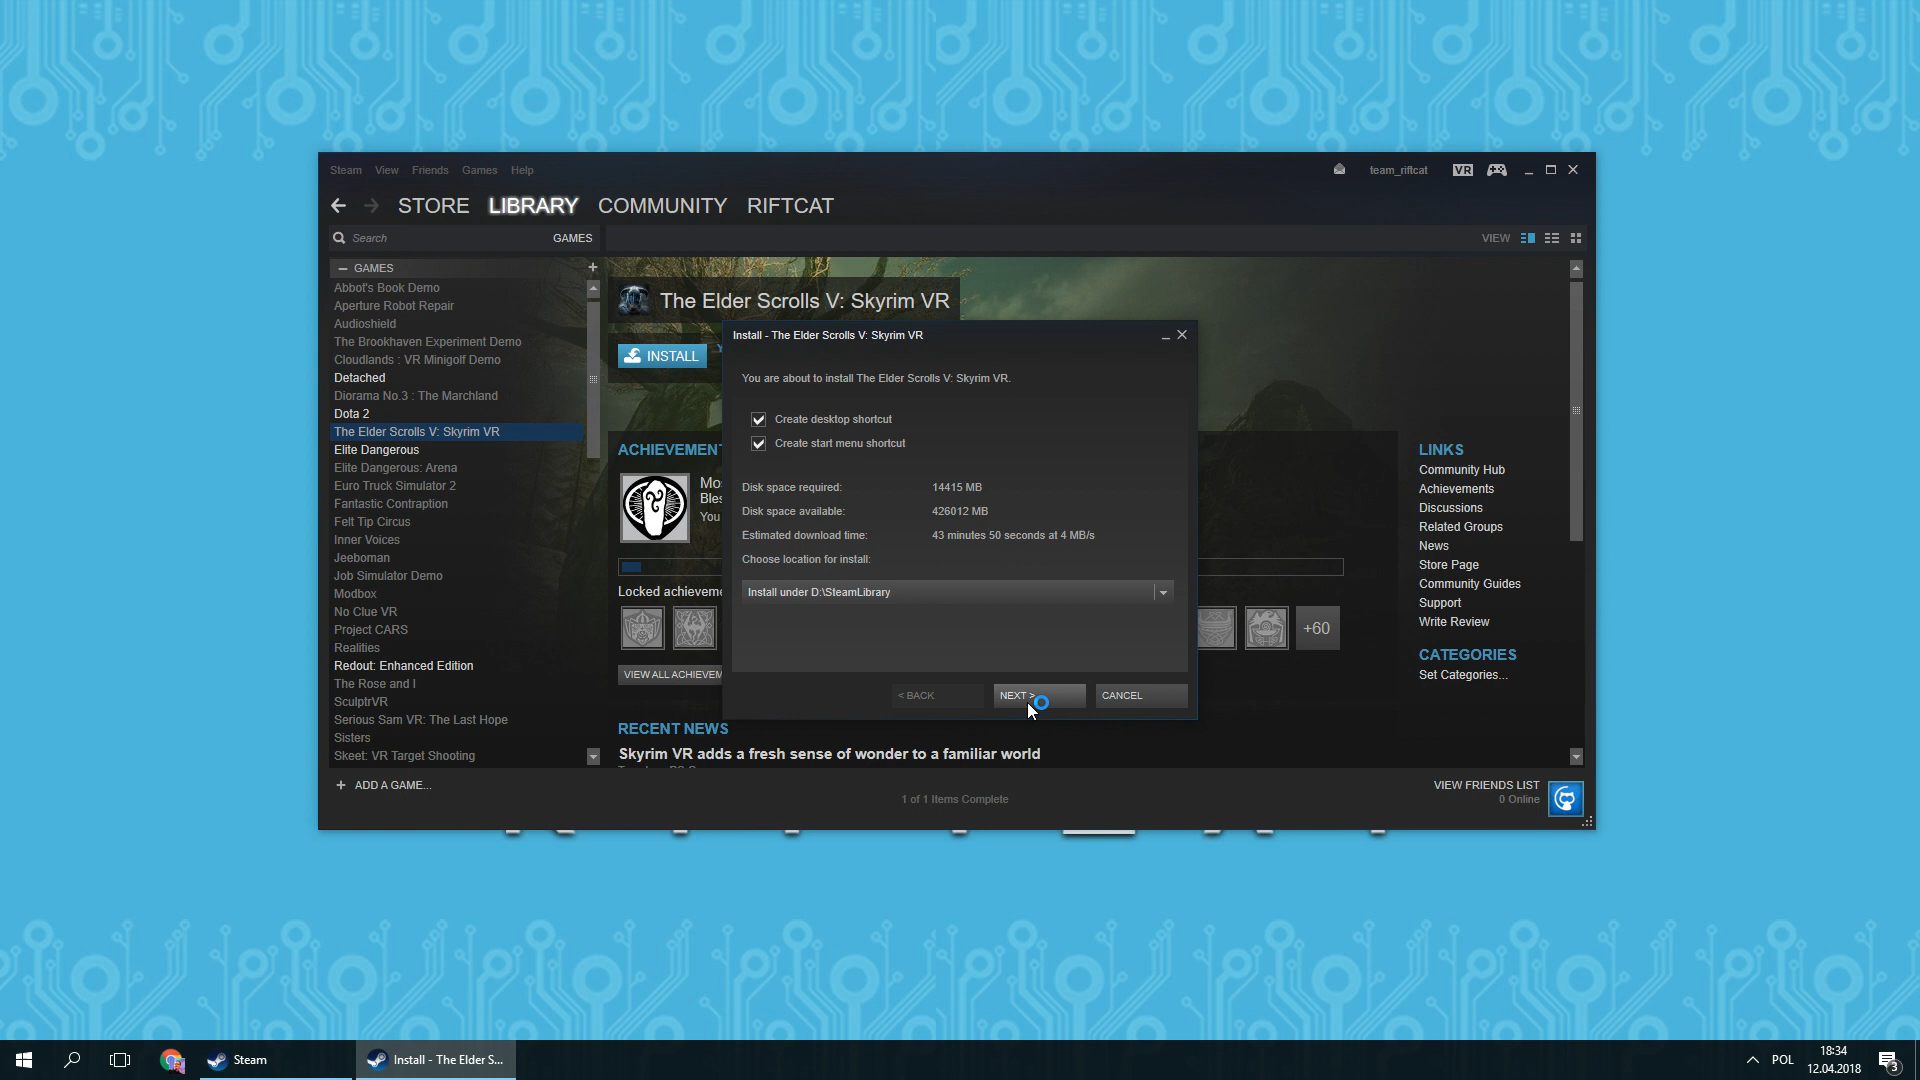 Steam View Friends Games Help
team_riftcat VR
STORE LIBRARY COMMUNITY RIFTCAT
Search GAMES
VIEW
GAMES
Abbot's Book Demo
Aperture Robot Repair
Audioshield
The Brookhaven Experiment Demo
Cloudlands : VR Minigolf Demo
Detached
Diorama No.3 : The Marchland
Dota 2
The Elder Scrolls V: Skyrim VR
Elite Dangerous
Elite Dangerous: Arena
Euro Truck Simulator 2
Fantastic Contraption
Felt Tip Circus
Inner Voices
Jeeboman
Job Simulator Demo
Modbox
No Clue VR
Project CARS
Realities
Redout: Enhanced Edition
The Rose and I
SculptrVR
Serious Sam VR: The Last Hope
Sisters
Skeet: VR Target Shooting
ADD A GAME...
The Elder Scrolls V: Skyrim VR
INSTALL
ACHIEVEMENT
Mos
Bles
You
Locked achieveme
+60
VIEW ALL ACHIEVEM
RECENT NEWS
Skyrim VR adds a fresh sense of wonder to a familiar world
Install - The Elder Scrolls V: Skyrim VR
You are about to install The Elder Scrolls V: Skyrim VR.
Create desktop shortcut
Create start menu shortcut
Disk space required: 14415 MB
Disk space available: 426012 MB
Estimated download time: 43 minutes 50 seconds at 4 MB/s
Choose location for install:
Install under D:\SteamLibrary
< BACK NEXT > CANCEL
LINKS
Community Hub
Achievements
Discussions
Related Groups
News
Store Page
Community Guides
Support
Write Review
CATEGORIES
Set Categories...
1 of 1 Items Complete
VIEW FRIENDS LIST
0 Online
Steam
Install - The Elder S...
POL
18:34
12.04.2018
3